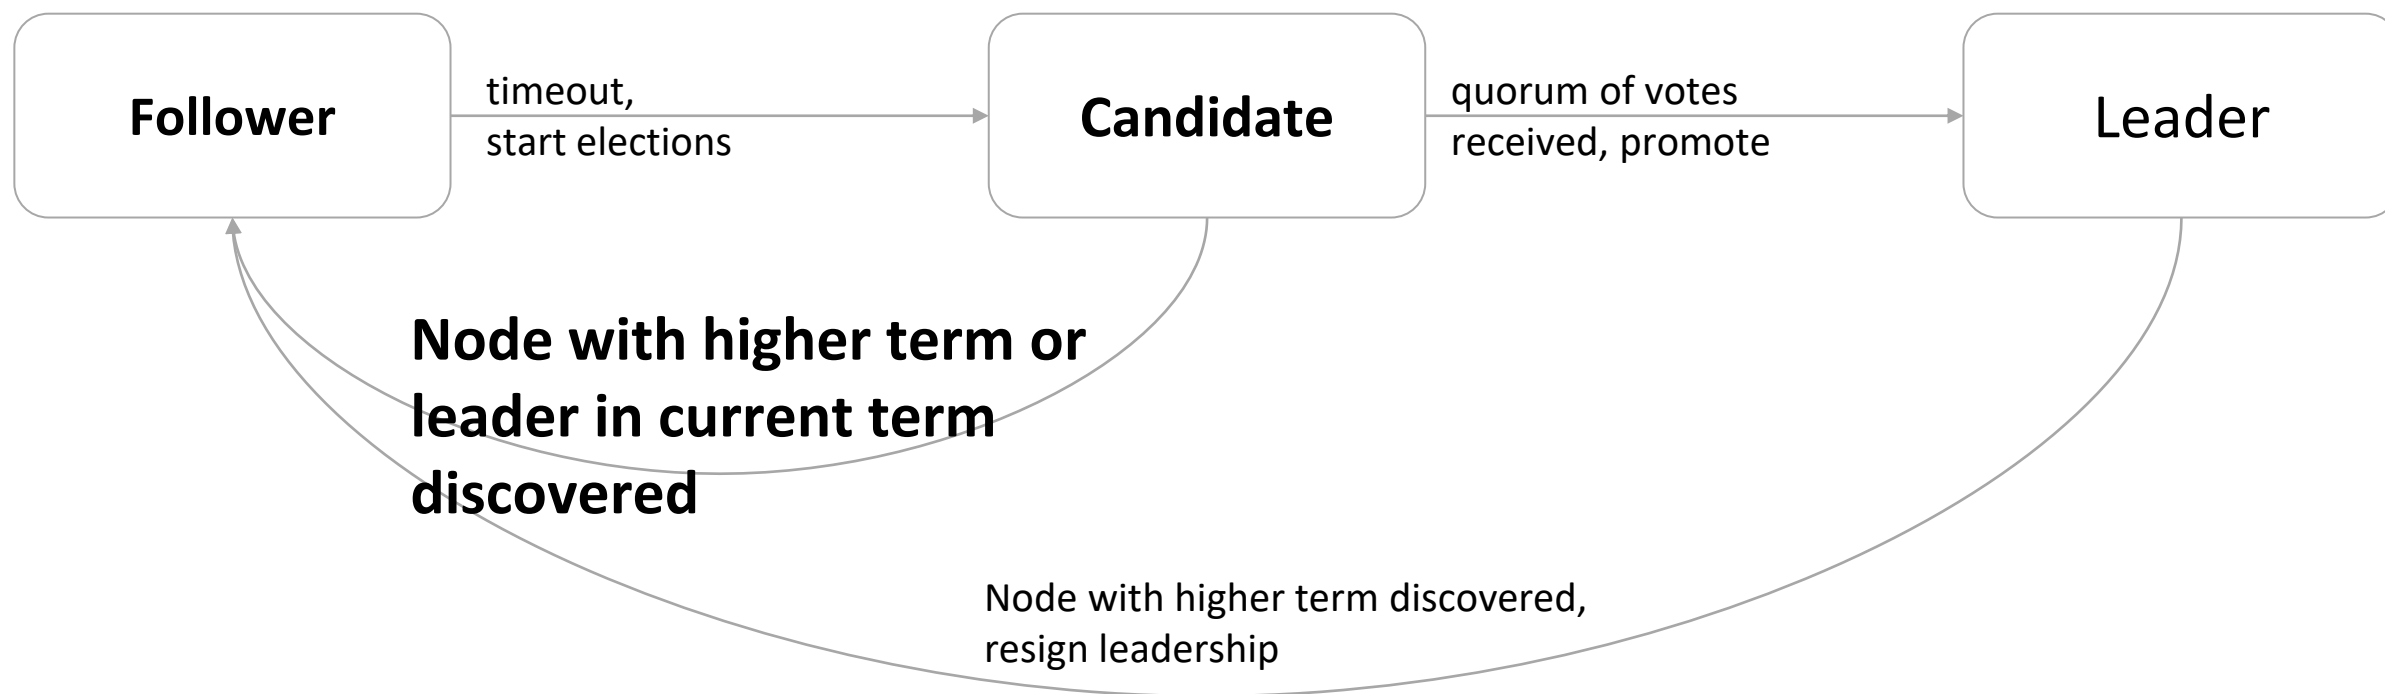 Follower
timeout,
start elections
Candidate
quorum of votes
received, promote
Leader
Node with higher term or
leader in current term
discovered
Node with higher term discovered,
resign leadership